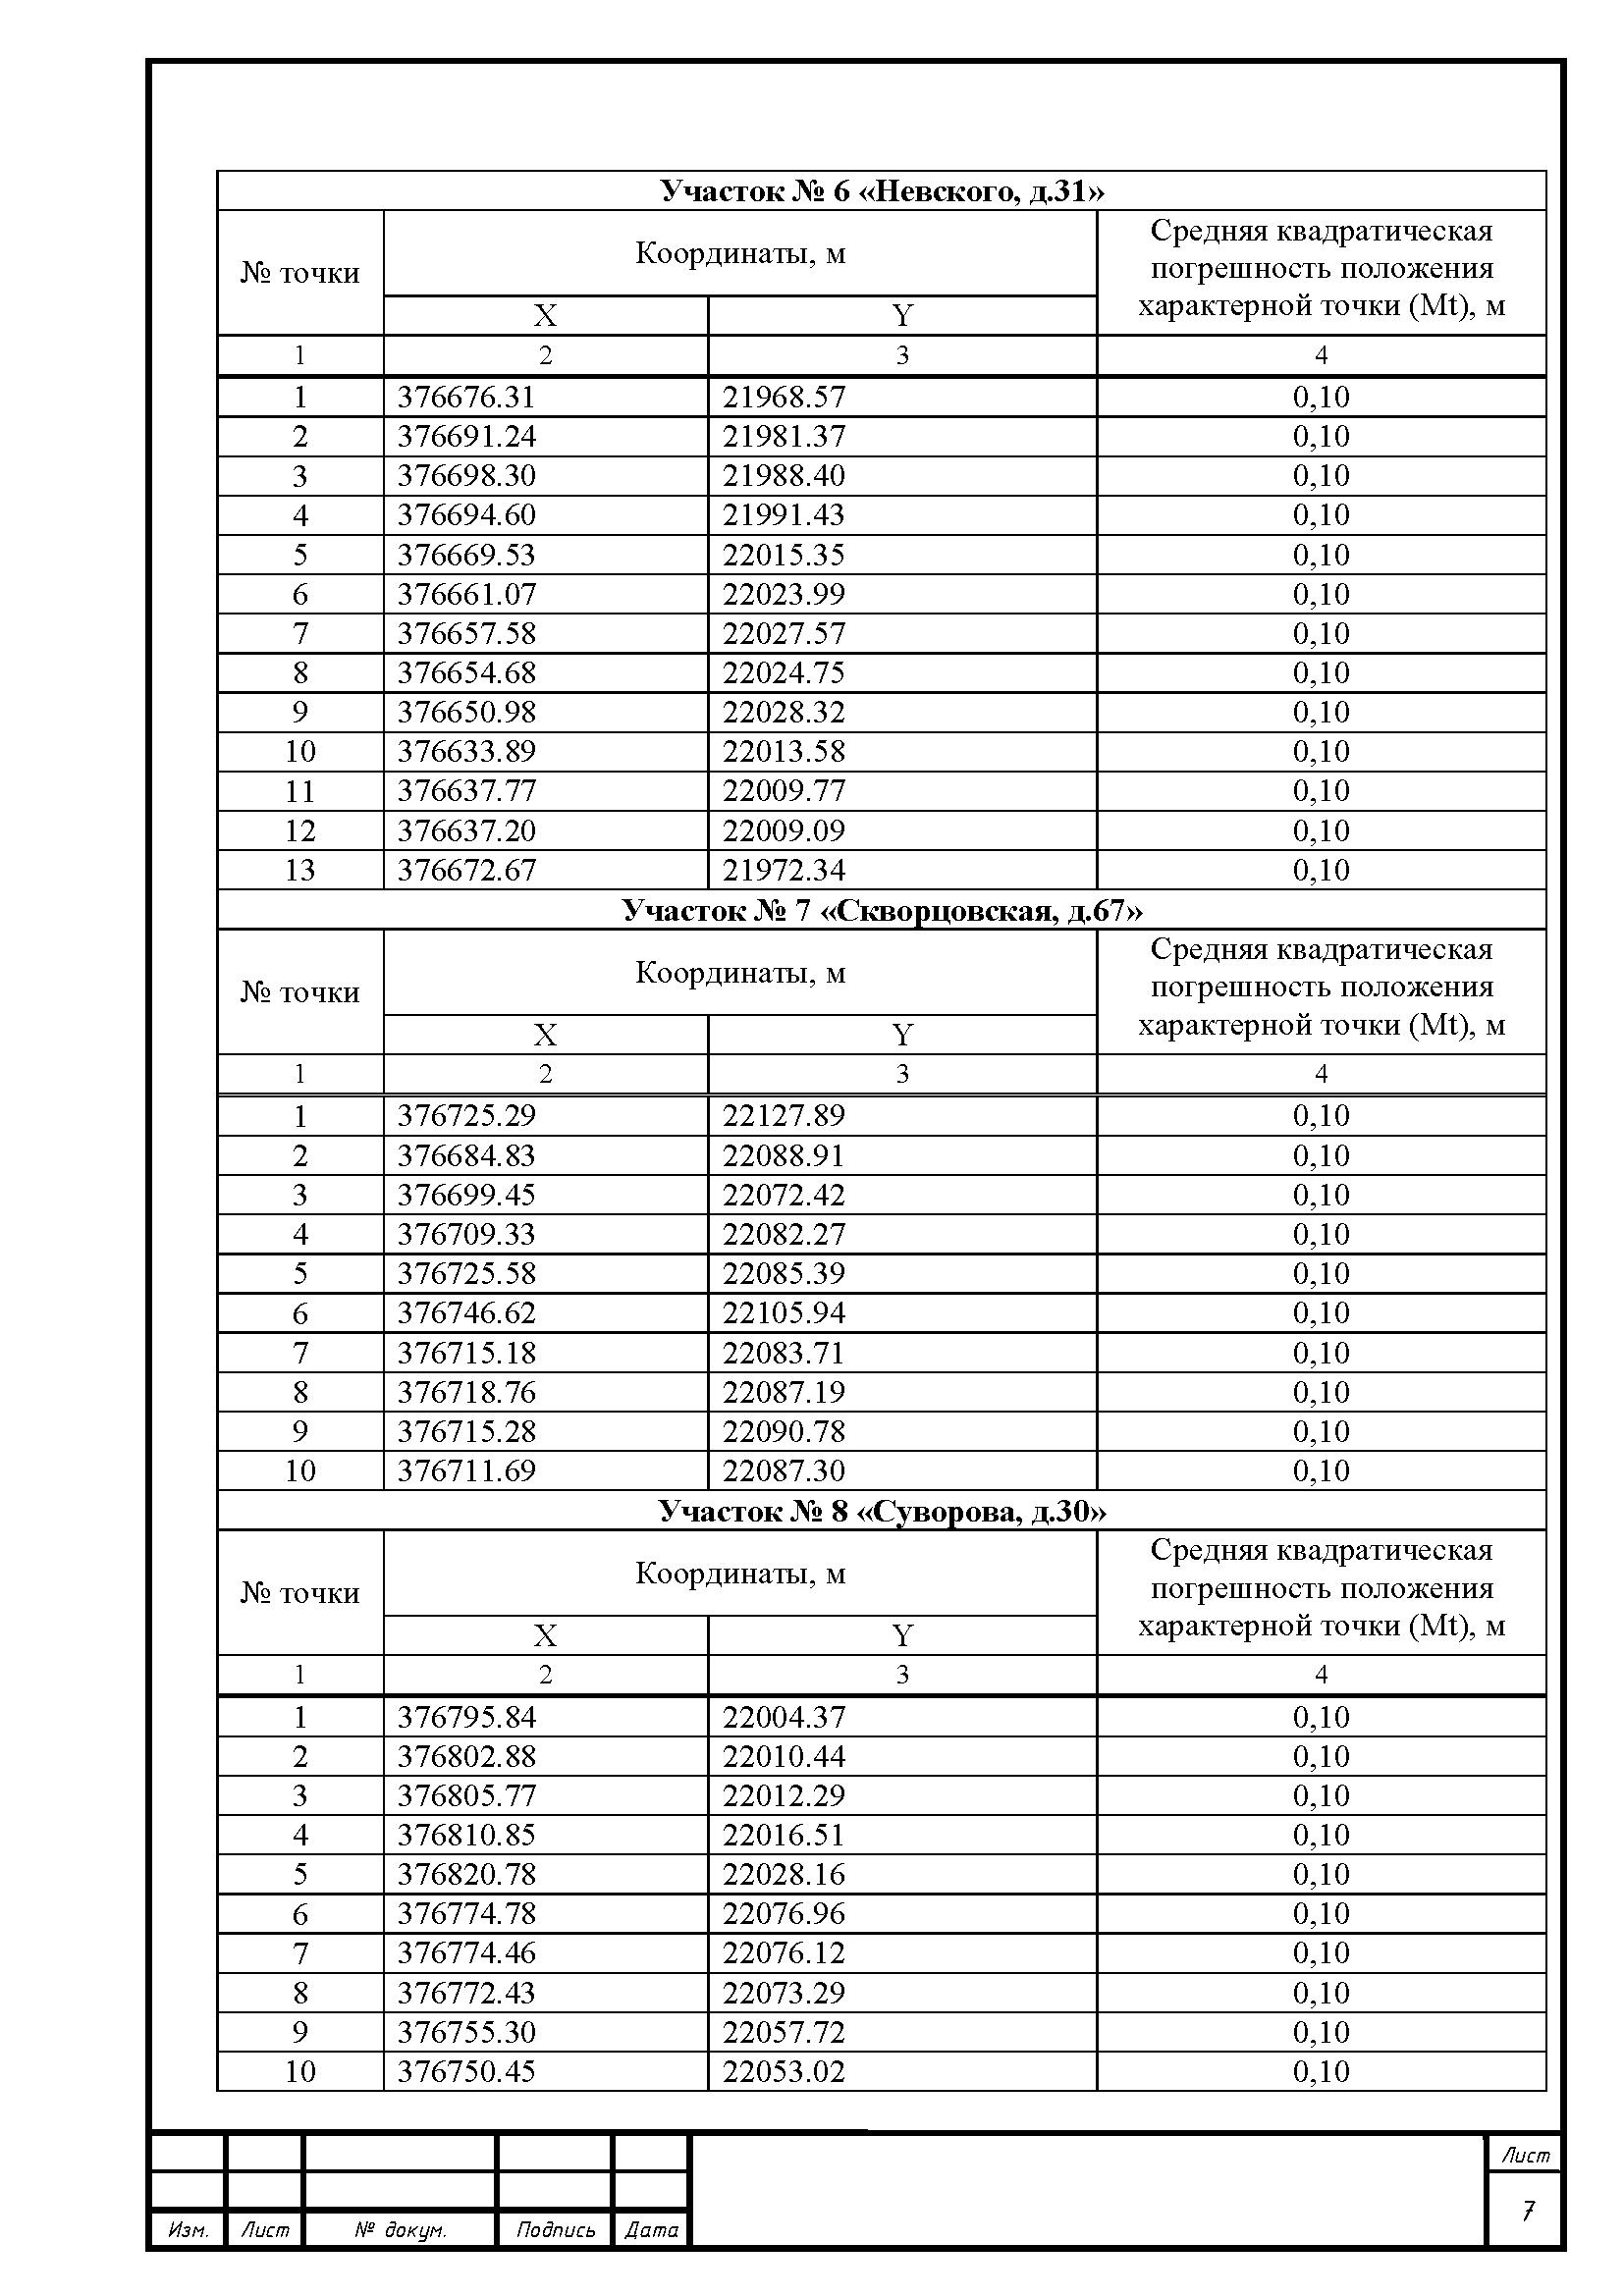 Участок № 6 «Невского, д.31»
№ точки Координаты, м Средняя квадратическая
погрешность положения
характерной точки (Mt), м
X Y
1 2 3 4
1 376676.31 21968.57 0,10
2 376691.24 21981.37 0,10
3 376698.30 21988.40 0,10
4 376694.60 21991.43 0,10
5 376669.53 22015.35 0,10
6 376661.07 22023.99 0,10
7 376657.58 22027.57 0,10
8 376654.68 22024.75 0,10
9 376650.98 22028.32 0,10
10 376633.89 22013.58 0,10
11 376637.77 22009.77 0,10
12 376637.20 22009.09 0,10
13 376672.67 21972.34 0,10
Участок № 7 «Скворцовская, д.67»
№ точки Координаты, м Средняя квадратическая
погрешность положения
характерной точки (Mt), м
X Y
1 2 3 4
1 376725.29 22127.89 0,10
2 376684.83 22088.91 0,10
3 376699.45 22072.42 0,10
4 376709.33 22082.27 0,10
5 376725.58 22085.39 0,10
6 376746.62 22105.94 0,10
7 376715.18 22083.71 0,10
8 376718.76 22087.19 0,10
9 376715.28 22090.78 0,10
10 376711.69 22087.30 0,10
Участок № 8 «Суворова, д.30»
№ точки Координаты, м Средняя квадратическая
погрешность положения
характерной точки (Mt), м
X Y
1 2 3 4
1 376795.84 22004.37 0,10
2 376802.88 22010.44 0,10
3 376805.77 22012.29 0,10
4 376810.85 22016.51 0,10
5 376820.78 22028.16 0,10
6 376774.78 22076.96 0,10
7 376774.46 22076.12 0,10
8 376772.43 22073.29 0,10
9 376755.30 22057.72 0,10
10 376750.45 22053.02 0,10
Лист
7
Изм. Лист № докум. Подпись Дата